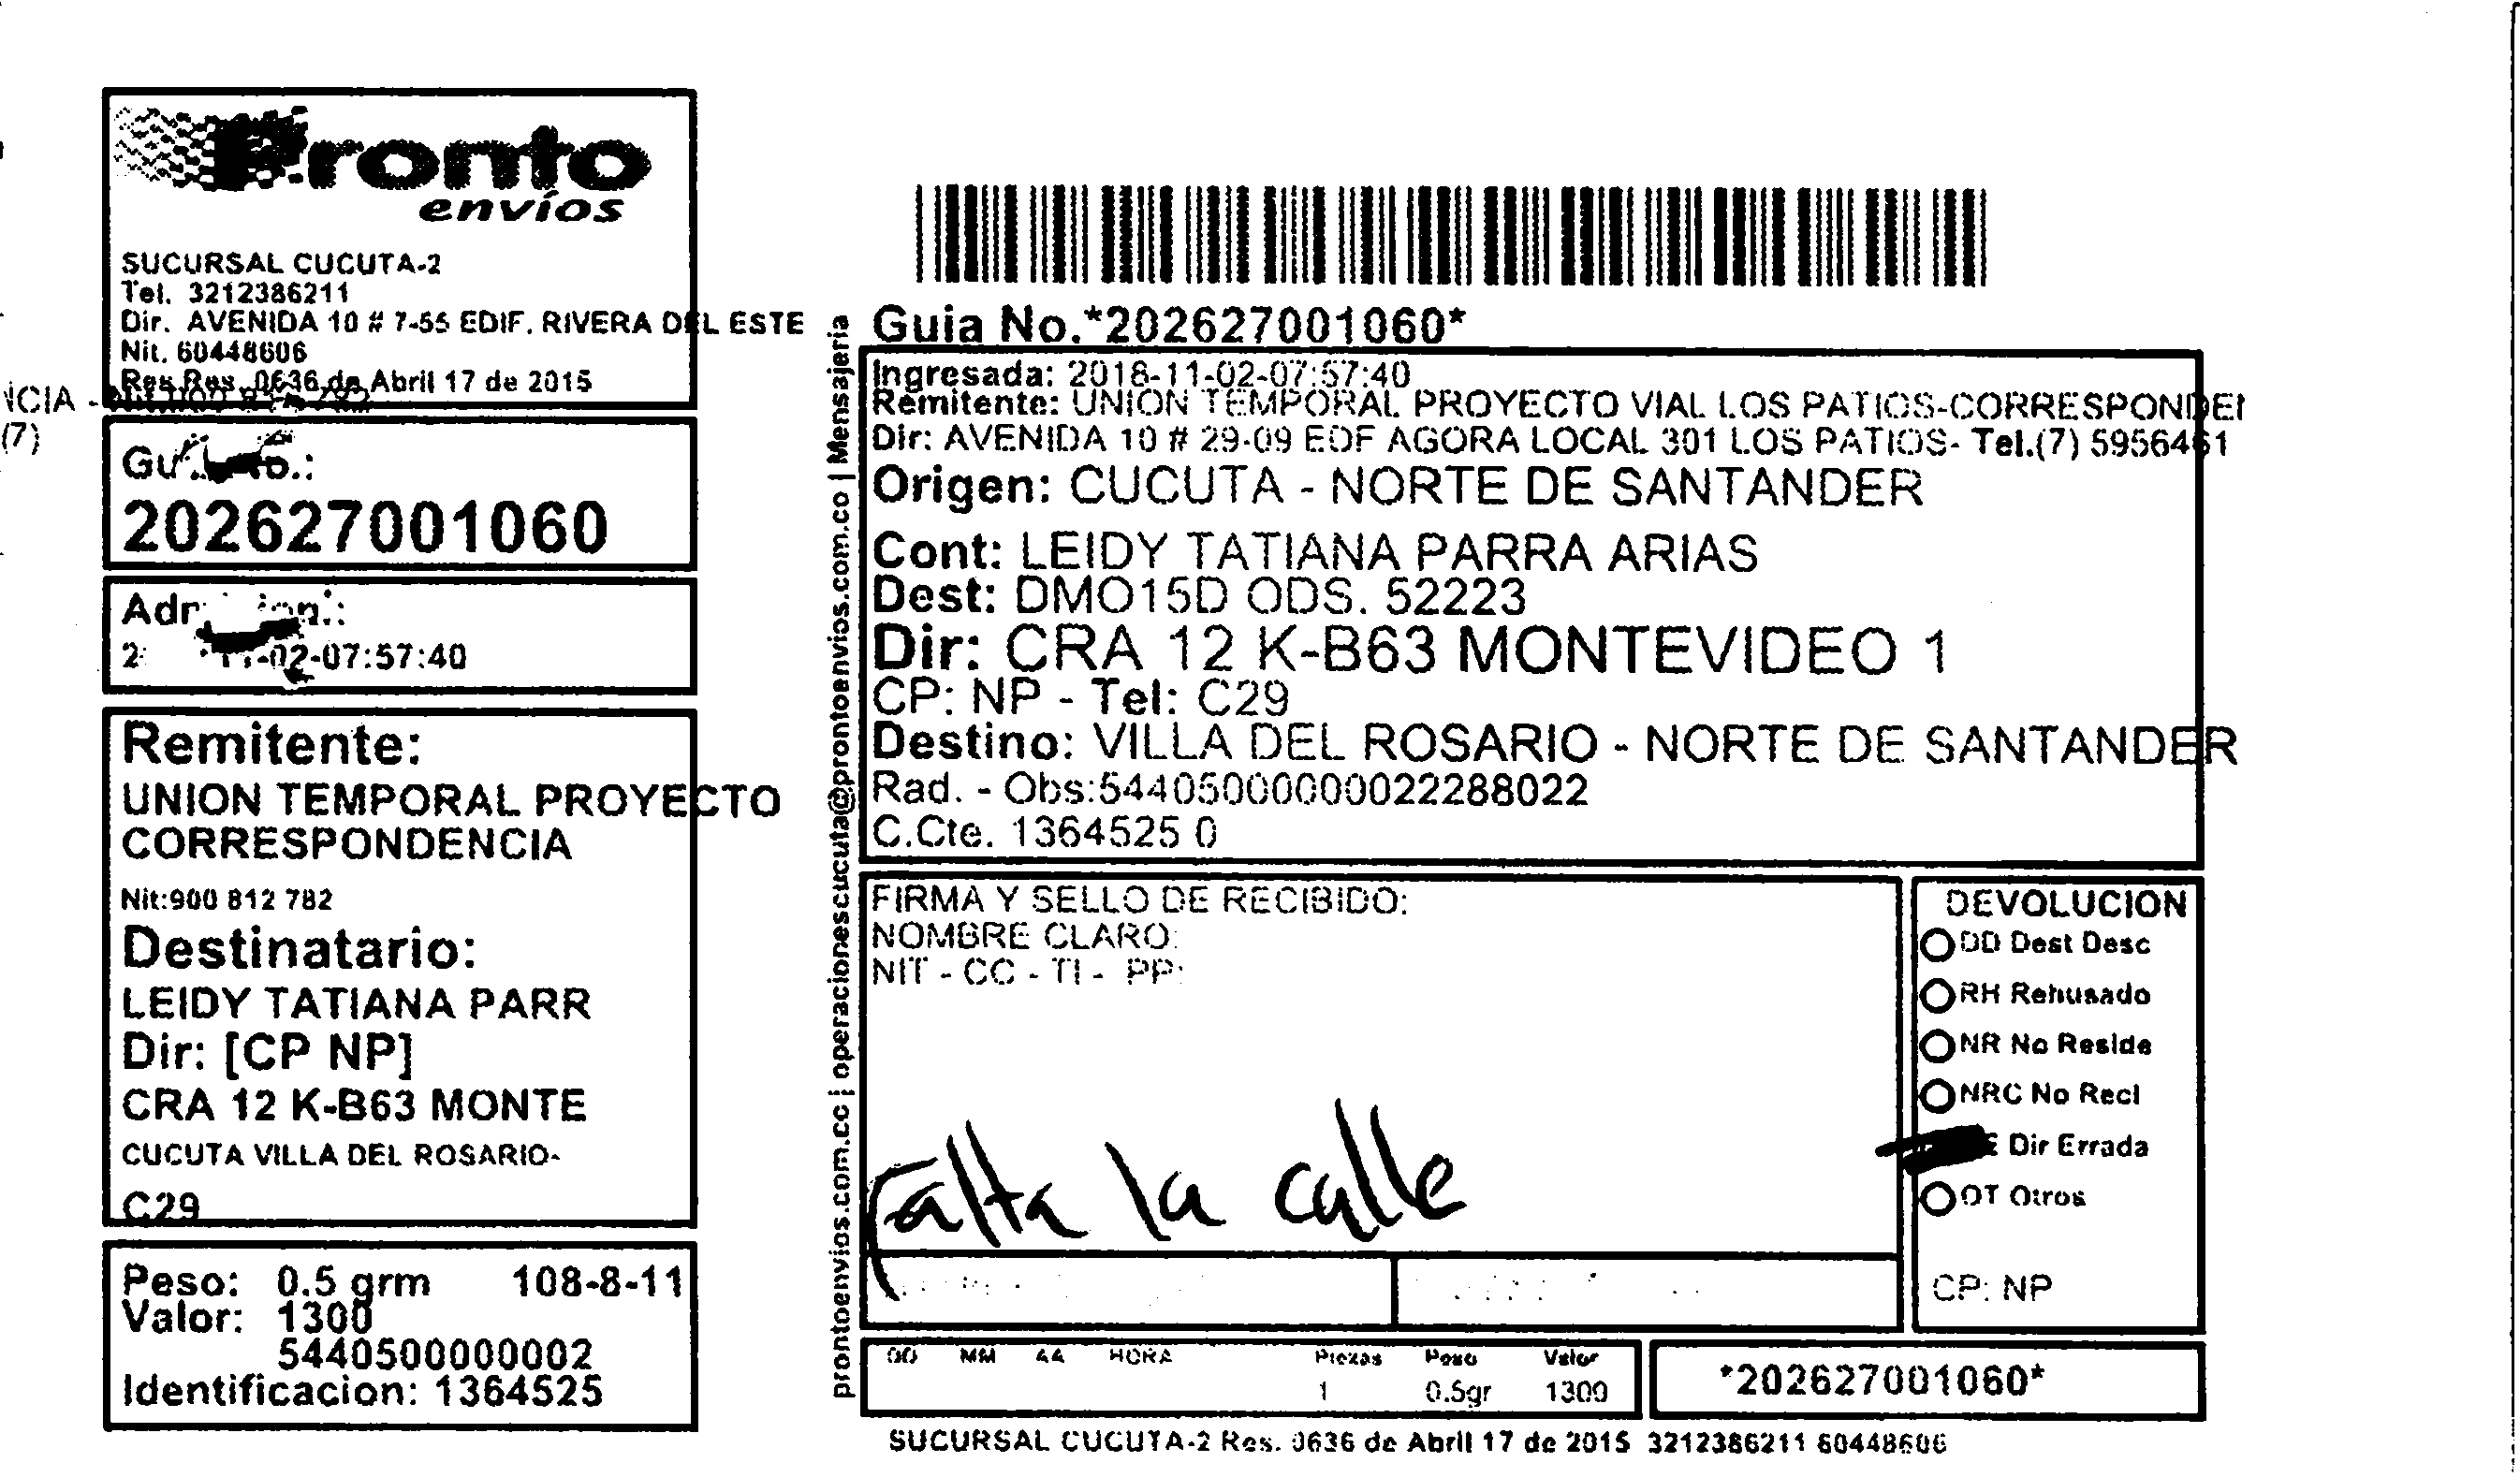 Pronto
envíos
SUCURSAL CUCUTA-2
Tel. 3212386211
Dir. AVENIDA 10 # 7-55 EDIF. RIVERA DEL ESTE
Nit. 60448606
Res Res. 0636 de Abril 17 de 2015
202627001060
-02-07:57:40
Remitente:
UNION TEMPORAL PROYECTO
CORRESPONDENCIA
Nit:900 812 782
Destinatario:
LEIDY TATIANA PARR
Dir: [CP NP]
CRA 12 K-B63 MONTE
CUCUTA VILLA DEL ROSARIO-
C29
Peso: 0.5 grm 108-8-11
Valor: 1300
5440500000002
Identificacion: 1364525
prontoenvios.com.co | operacionescucuta@prontoenvios.com.co | Mensajeria
Guia No.*202627001060*
Ingresada: 2018-11-02-07:57:40
Remitente: UNION TEMPORAL PROYECTO VIAL LOS PATIOS-CORRESPONDEN
Dir: AVENIDA 10 # 29-09 EDF AGORA LOCAL 301 LOS PATIOS- Tel.(7) 5956461
Origen: CUCUTA - NORTE DE SANTANDER
Cont: LEIDY TATIANA PARRA ARIAS
Dest: DMO15D ODS. 52223
Dir: CRA 12 K-B63 MONTEVIDEO 1
CP: NP - Tel: C29
Destino: VILLA DEL ROSARIO - NORTE DE SANTANDER
Rad. - Obs:544050000000022288022
C.Cte. 1364525 0
FIRMA Y SELLO DE RECIBIDO:
NOMBRE CLARO:
NIT - CC - TI - PP:
Falta la calle
DEVOLUCION
DD Dest Desc
RH Rehusado
NR No Reside
NRC No Recl
Dir Errada
OT Otros
CP: NP
DD MM AA HORA Piezas Peso Valor
1 0.5gr 1300
*202627001060*
SUCURSAL CUCUTA-2 Res. 0636 de Abril 17 de 2015 3212386211 60448606
(7)